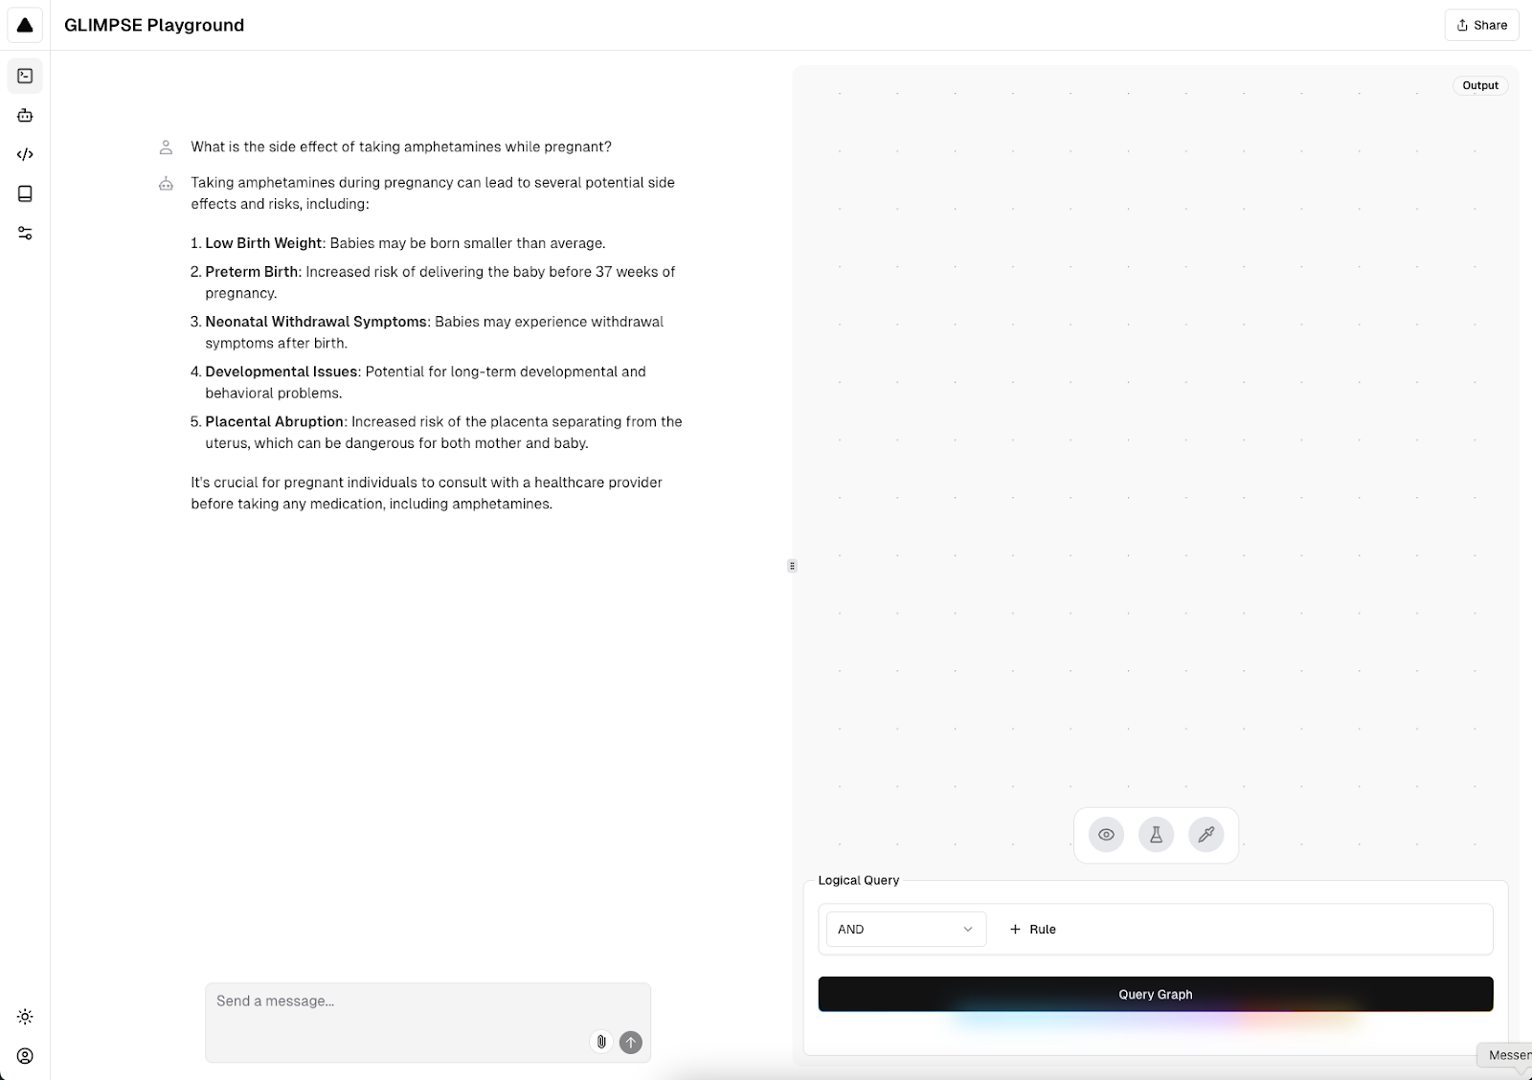 GLIMPSE Playground
Share
Output
What is the side effect of taking amphetamines while pregnant?
Taking amphetamines during pregnancy can lead to several potential side
effects and risks, including:
1. Low Birth Weight: Babies may be born smaller than average.
2. Preterm Birth: Increased risk of delivering the baby before 37 weeks of
pregnancy.
3. Neonatal Withdrawal Symptoms: Babies may experience withdrawal
symptoms after birth.
4. Developmental Issues: Potential for long-term developmental and
behavioral problems.
5. Placental Abruption: Increased risk of the placenta separating from the
uterus, which can be dangerous for both mother and baby.
It's crucial for pregnant individuals to consult with a healthcare provider
before taking any medication, including amphetamines.
Logical Query
AND
+ Rule
Query Graph
Send a message...
Messen